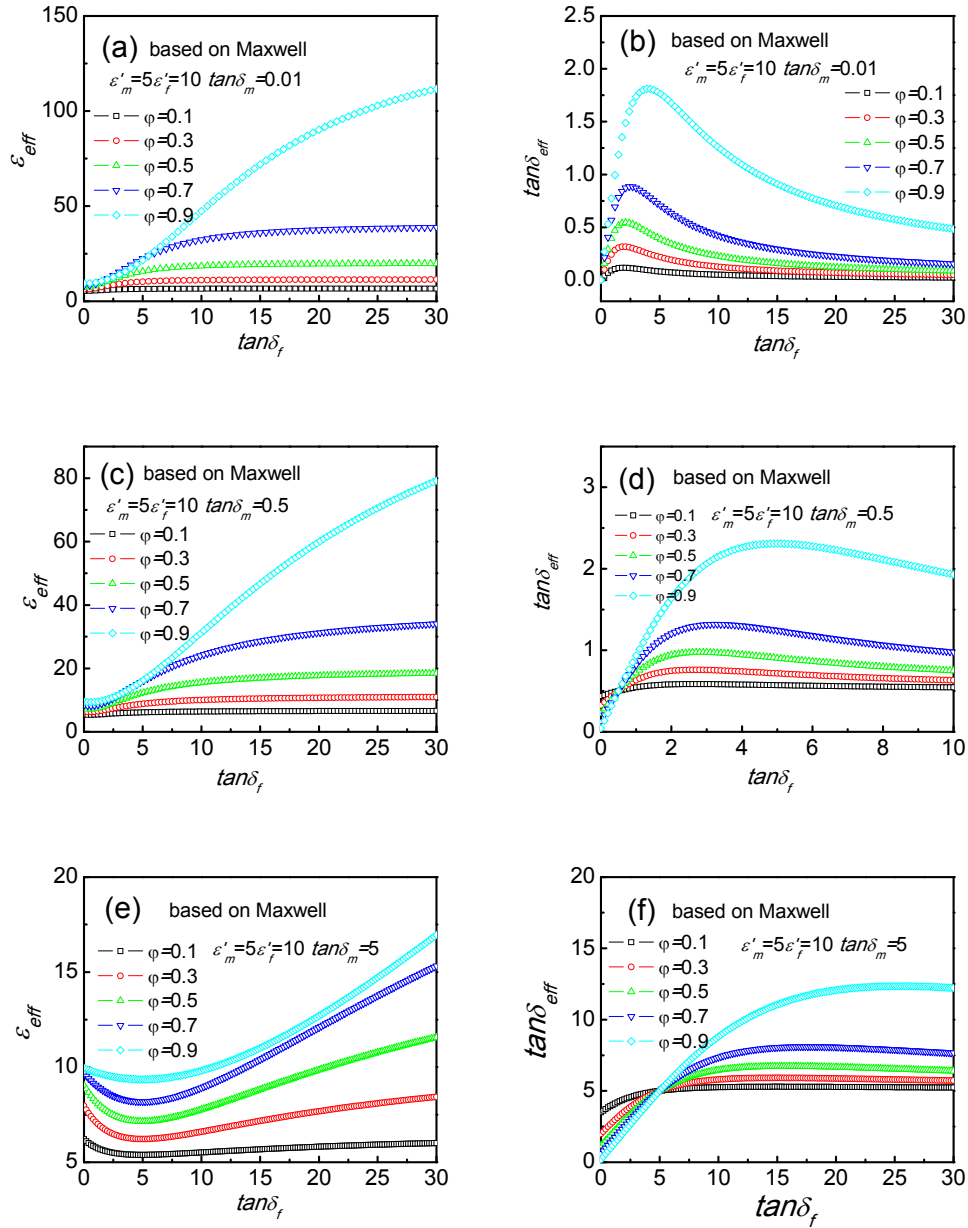 (a) based on Maxwell
ε'm=5ε'f=10 tanδm=0.01
φ=0.1
φ=0.3
φ=0.5
φ=0.7
φ=0.9
150
100
50
0
εeff
0 5 10 15 20 25 30
tanδf
(b) based on Maxwell
ε'm=5ε'f=10 tanδm=0.01
φ=0.1
φ=0.3
φ=0.5
φ=0.7
φ=0.9
2.5
2.0
1.5
1.0
0.5
0.0
tanδeff
0 5 10 15 20 25 30
tanδf
(c) based on Maxwell
ε'm=5ε'f=10 tanδm=0.5
φ=0.1
φ=0.3
φ=0.5
φ=0.7
φ=0.9
80
60
40
20
0
εeff
0 5 10 15 20 25 30
tanδf
(d) based on Maxwell
ε'm=5ε'f=10 tanδm=0.5
φ=0.1
φ=0.3
φ=0.5
φ=0.7
φ=0.9
3
2
1
0
tanδeff
0 2 4 6 8 10
tanδf
(e) based on Maxwell
ε'm=5ε'f=10 tanδm=5
φ=0.1
φ=0.3
φ=0.5
φ=0.7
φ=0.9
20
15
10
5
εeff
0 5 10 15 20 25 30
tanδf
(f) based on Maxwell
ε'm=5ε'f=10 tanδm=5
φ=0.1
φ=0.3
φ=0.5
φ=0.7
φ=0.9
20
15
10
5
0
tanδeff
0 5 10 15 20 25 30
tanδf